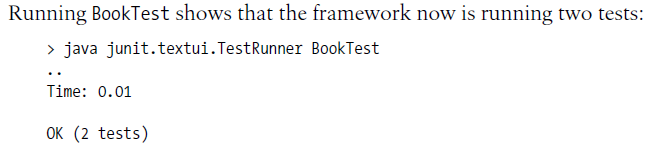 Running BookTest shows that the framework now is running two tests:
> java junit.textui.TestRunner BookTest
..
Time: 0.01
OK (2 tests)